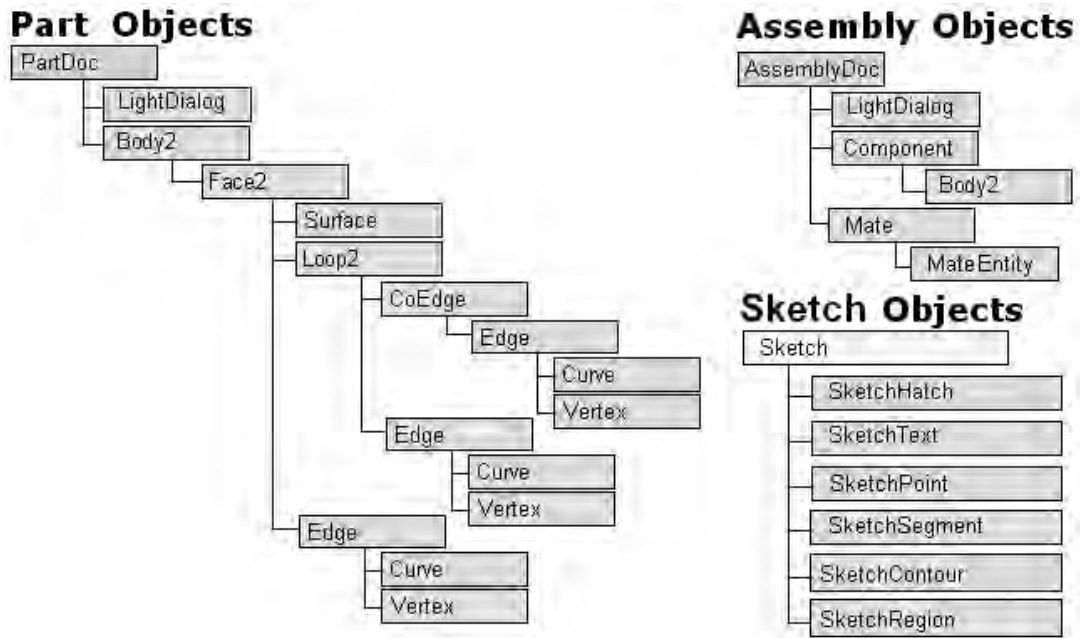 Part Objects
PartDoc
LightDialog
Body2
Face2
Surface
Loop2
CoEdge
Edge
Curve
Vertex
Edge
Curve
Vertex
Edge
Curve
Vertex
Assembly Objects
AssemblyDoc
LightDialog
Component
Body2
Mate
MateEntity
Sketch Objects
Sketch
SketchHatch
SketchText
SketchPoint
SketchSegment
SketchContour
SketchRegion